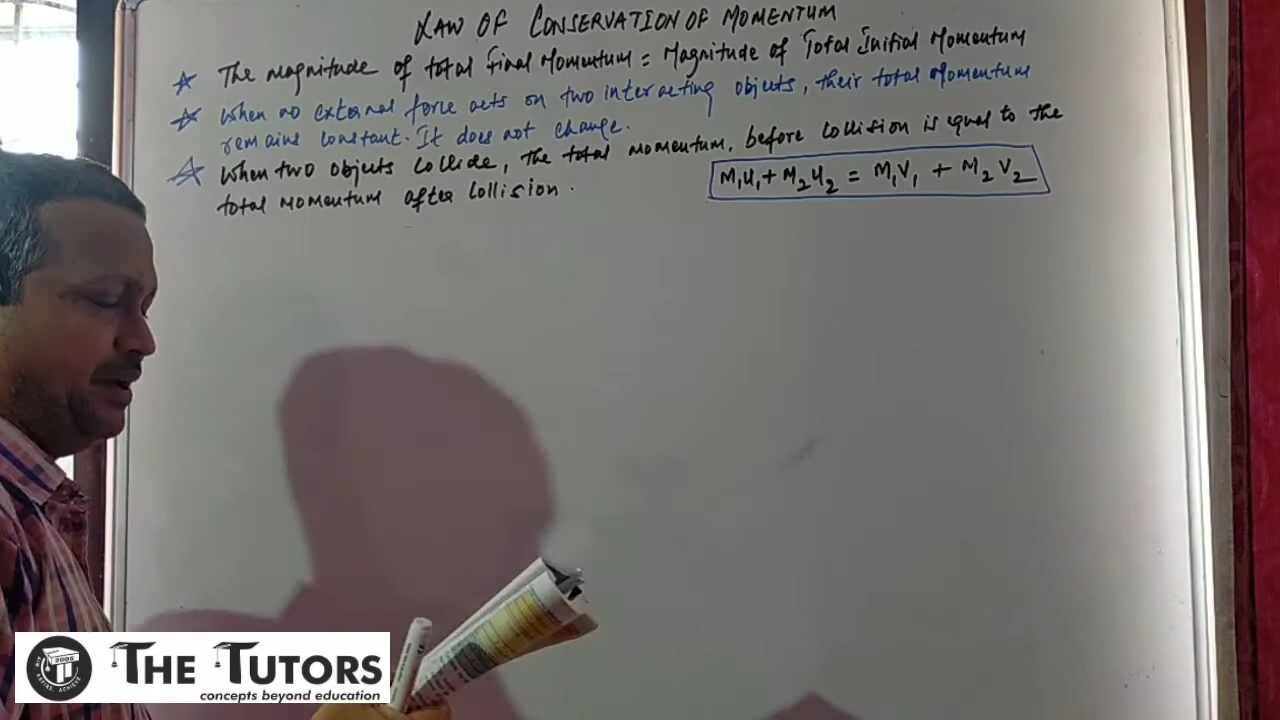 LAW OF CONSERVATION OF MOMENTUM
☆ The magnitude of total final Momentum = Magnitude of Total Initial Momentum
☆ When no external force acts on two interacting objects, their total Momentum
remains constant. It does not change.
☆ When two objects collide, the total momentum, before collision is equal to the
total momentum after collision.
M₁U₁ + M₂U₂ = M₁V₁ + M₂V₂
THE TUTORS
concepts beyond education